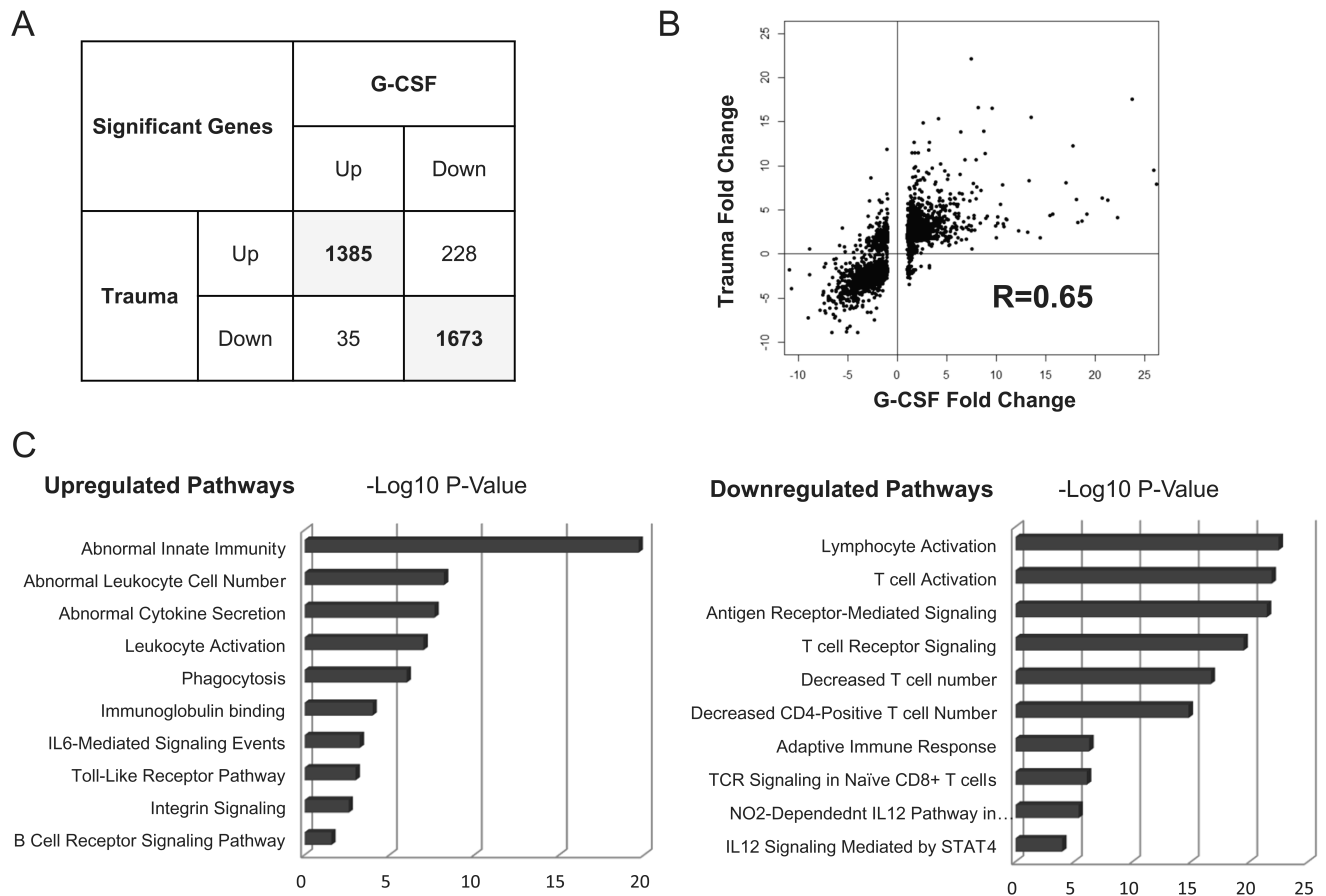 A
Significant Genes
G-CSF
Up
Down
Trauma
Up
1385
228
Down
35
1673
B
Trauma Fold Change
25
20
15
10
5
0
-5
-10
R=0.65
-10
-5
0
5
10
15
20
25
G-CSF Fold Change
C
Upregulated Pathways
-Log10 P-Value
Abnormal Innate Immunity
Abnormal Leukocyte Cell Number
Abnormal Cytokine Secretion
Leukocyte Activation
Phagocytosis
Immunoglobulin binding
IL6-Mediated Signaling Events
Toll-Like Receptor Pathway
Integrin Signaling
B Cell Receptor Signaling Pathway
0
5
10
15
20
Downregulated Pathways
-Log10 P-Value
Lymphocyte Activation
T cell Activation
Antigen Receptor-Mediated Signaling
T cell Receptor Signaling
Decreased T cell number
Decreased CD4-Positive T cell Number
Adaptive Immune Response
TCR Signaling in Naïve CD8+ T cells
NO2-Dependednt IL12 Pathway in…
IL12 Signaling Mediated by STAT4
0
5
10
15
20
25